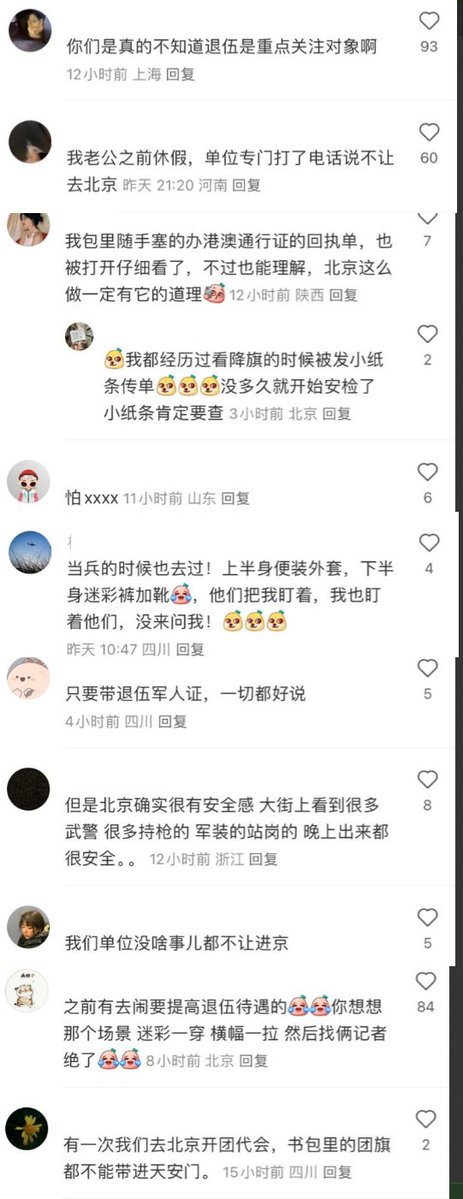 你们是真的不知道退伍是重点关注对象啊
93
12小时前 上海 回复
我老公之前休假，单位专门打了电话说不让
60
去北京 昨天 21:20 河南 回复
我包里随手塞的办港澳通行证的回执单，也
7
被打开仔细看了，不过也能理解，北京这么
做一定有它的道理 12小时前 陕西 回复
我都经历过看降旗的时候被发小纸
2
条传单 没多久就开始安检了
小纸条肯定要查 3小时前 北京 回复
怕xxxx 11小时前 山东 回复
6
当兵的时候也去过！上半身便装外套，下半
4
身迷彩裤加靴，他们把我盯着，我也盯
着他们，没来问我！
昨天 10:47 四川 回复
只要带退伍军人证，一切都好说
5
4小时前 四川 回复
但是北京确实很有安全感 大街上看到很多
8
武警 很多持枪的 军装的站岗的 晚上出来都
很安全。。 12小时前 浙江 回复
我们单位没啥事儿都不让进京
5
之前有去闹要提高退伍待遇的 你想想
84
那个场景 迷彩一穿 横幅一拉 然后找俩记者
绝了 8小时前 北京 回复
有一次我们去北京开团代会，书包里的团旗
2
都不能带进天安门。 15小时前 四川 回复